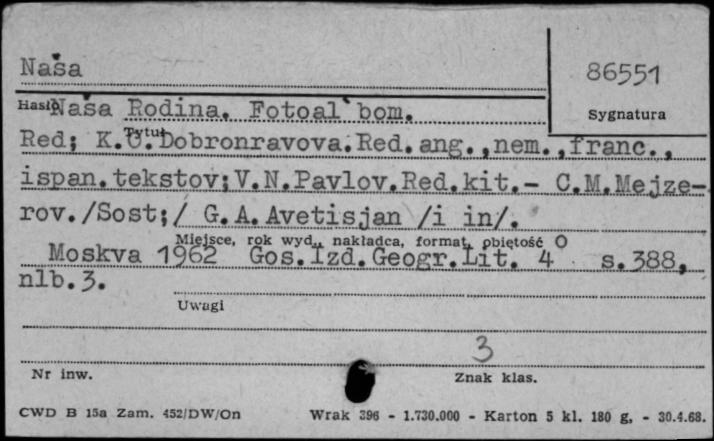 Naša
86551
Hasło
Sygnatura
Naša Rodina. Fotoal'bom.
Tytuł
Red; K.O.Dobronravova.Red.ang.,nem.,franc.,
ispan.tekstov;V.N.Pavlov.Red.kit.- C.M.Mejze-
rov./Sost;/ G.A.Avetisjan /i in/.
Miejsce, rok wyd., nakładca, format, objętość
Moskva 1962 Gos.Izd.Geogr.Lit. 4° s.388,
nlb.3.
Uwagi
3
Nr inw.
Znak klas.
CWD B 15a Zam. 452/DW/On
Wrak 396 - 1.730.000 - Karton 5 kl. 180 g. - 30.4.68.